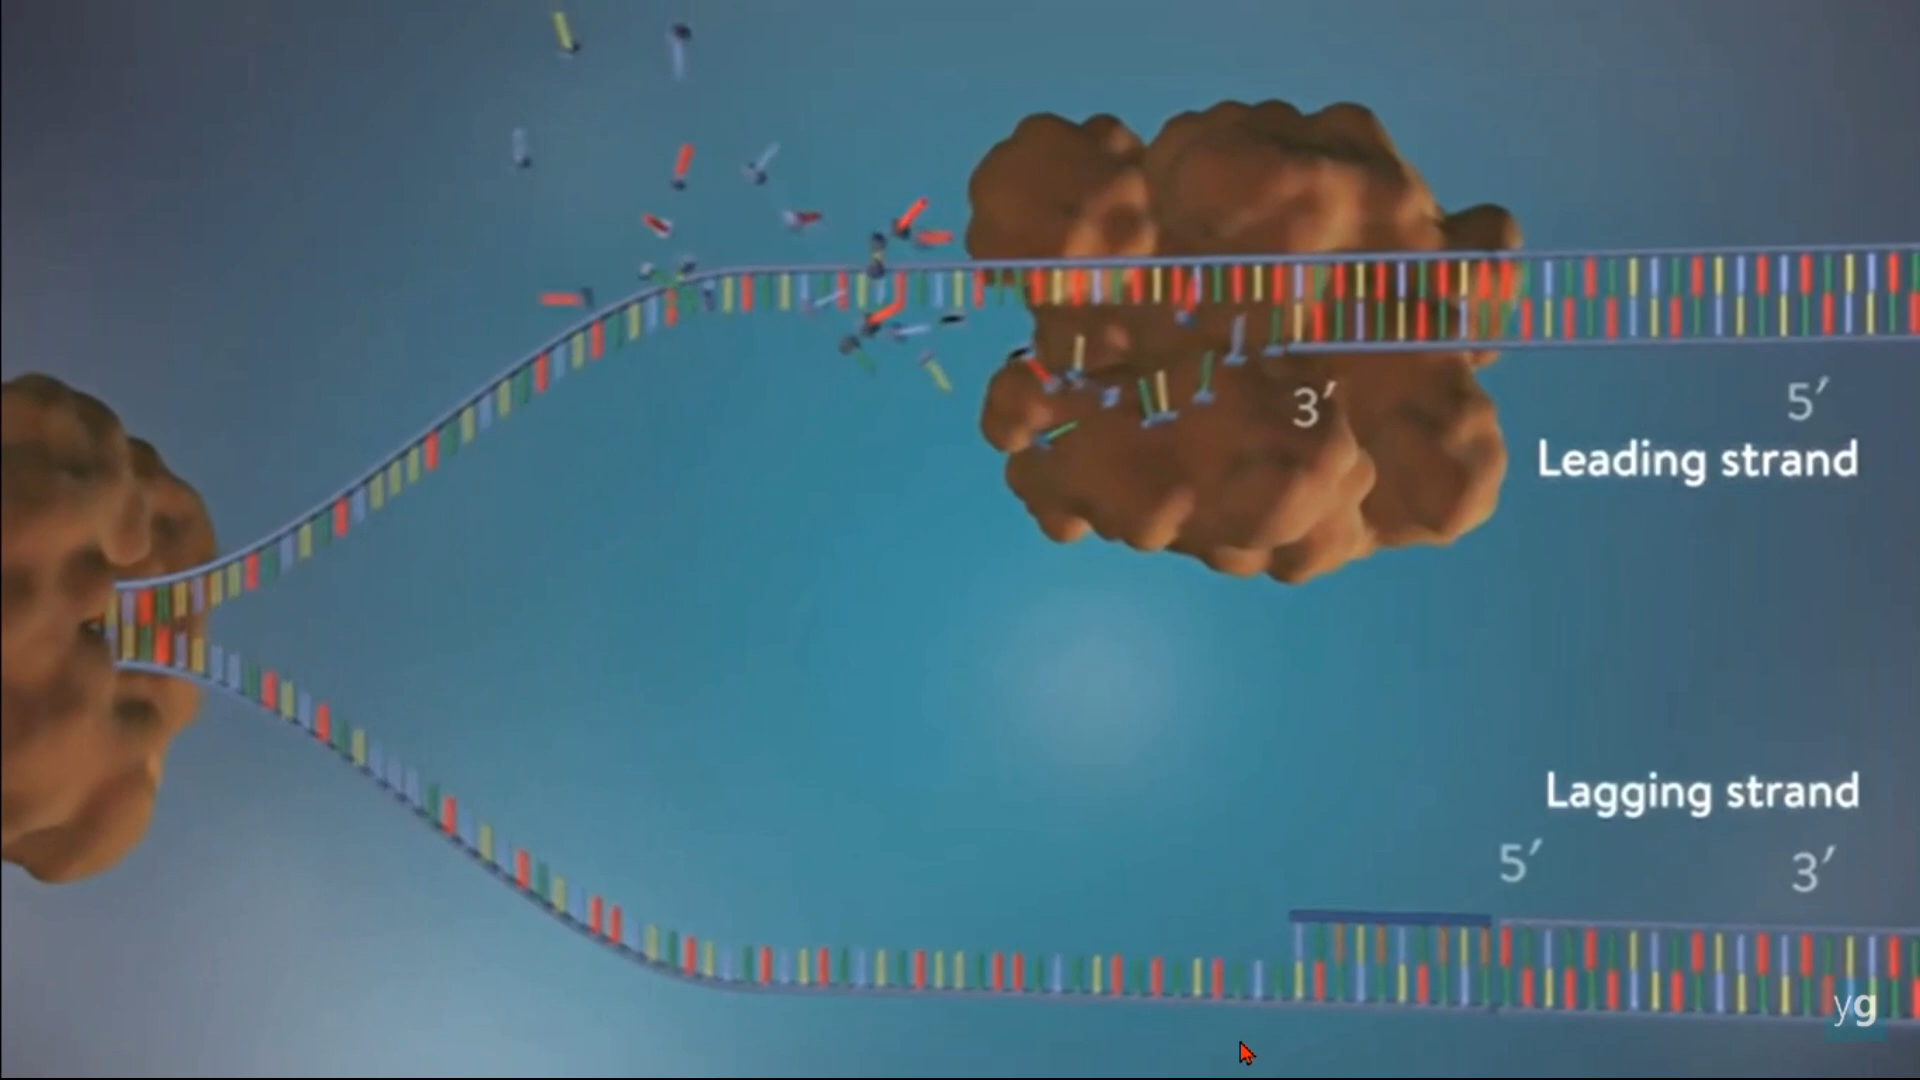 3′ 5′
Leading strand
Lagging strand
5′ 3′
yg